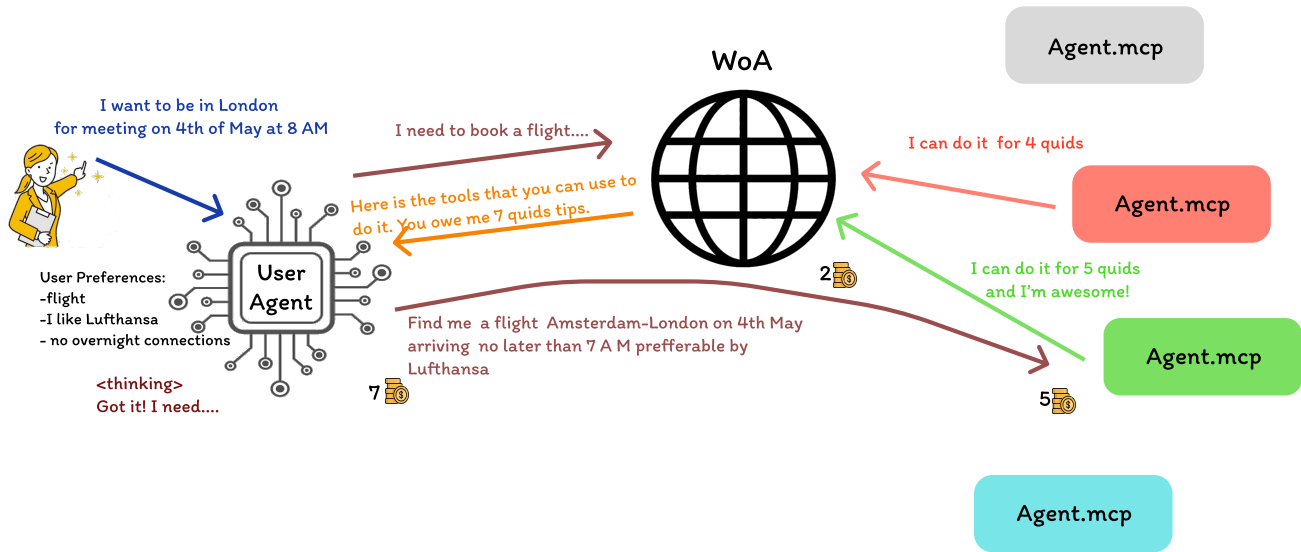 WoA
Agent.mcp
I want to be in London
for meeting on 4th of May at 8 AM
I need to book a flight....
I can do it for 4 quids
Agent.mcp
Here is the tools that you can use to
do it. You owe me 7 quids tips.
User
Agent
User Preferences:
-flight
-I like Lufthansa
- no overnight connections
2
I can do it for 5 quids
and I'm awesome!
Agent.mcp
Find me a flight Amsterdam-London on 4th May
arriving no later than 7 A M prefferable by
Lufthansa
<thinking>
Got it! I need....
7
5
Agent.mcp